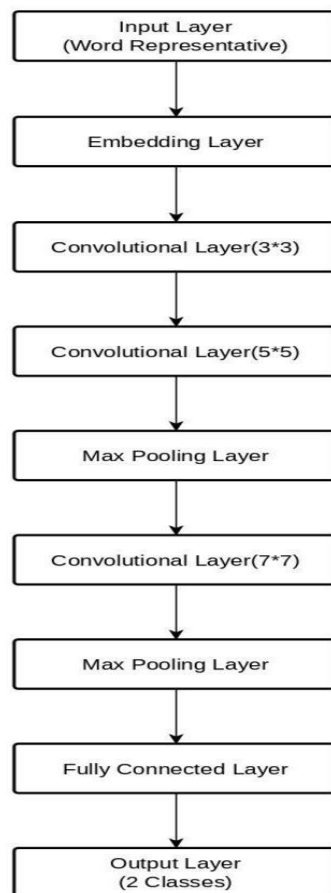 Input Layer
(Word Representative)
Embedding Layer
Convolutional Layer(3*3)
Convolutional Layer(5*5)
Max Pooling Layer
Convolutional Layer(7*7)
Max Pooling Layer
Fully Connected Layer
Output Layer
(2 Classes)